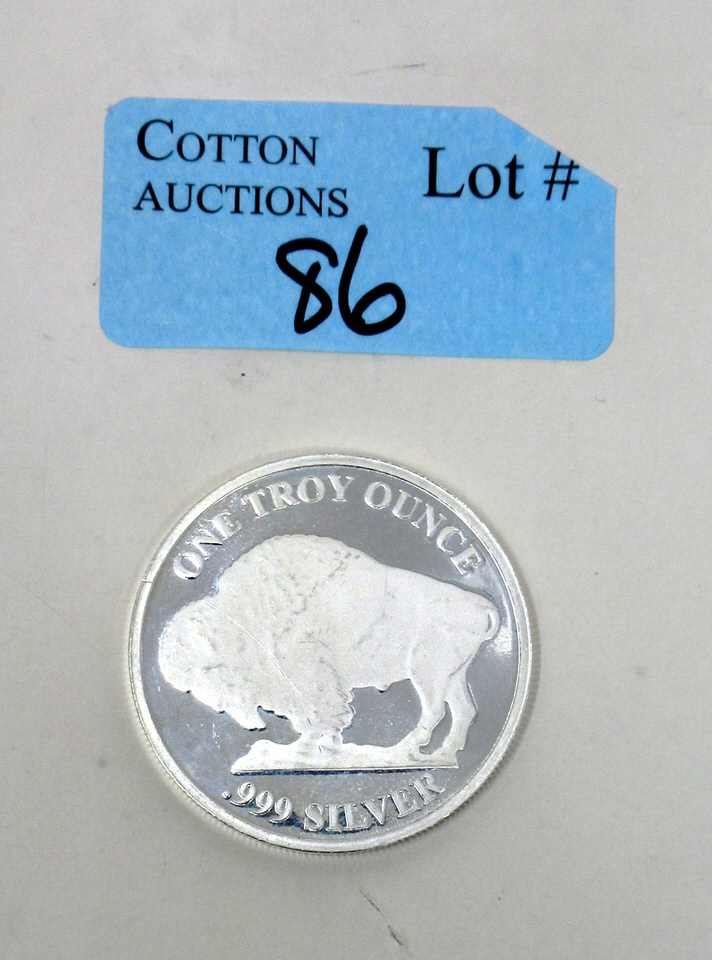 COTTON
AUCTIONS
Lot #
86
ONE TROY OUNCE
.999 SILVER